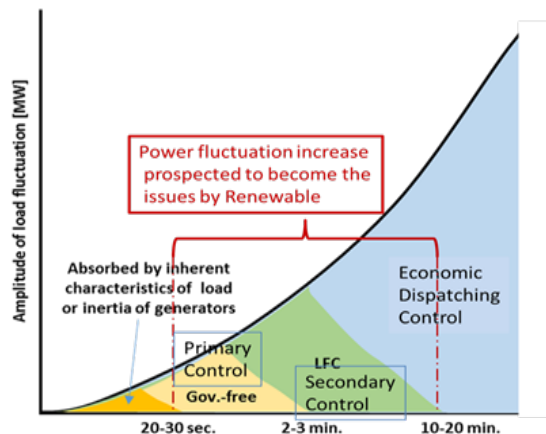 Amplitude of load fluctuation [MW]
Power fluctuation increase
prospected to become the
issues by Renewable
Absorbed by inherent
characteristics of load
or inertia of generators
Economic
Dispatching
Control
Primary
Control
LFC
Secondary
Control
Gov.-free
20-30 sec.
2-3 min.
10-20 min.